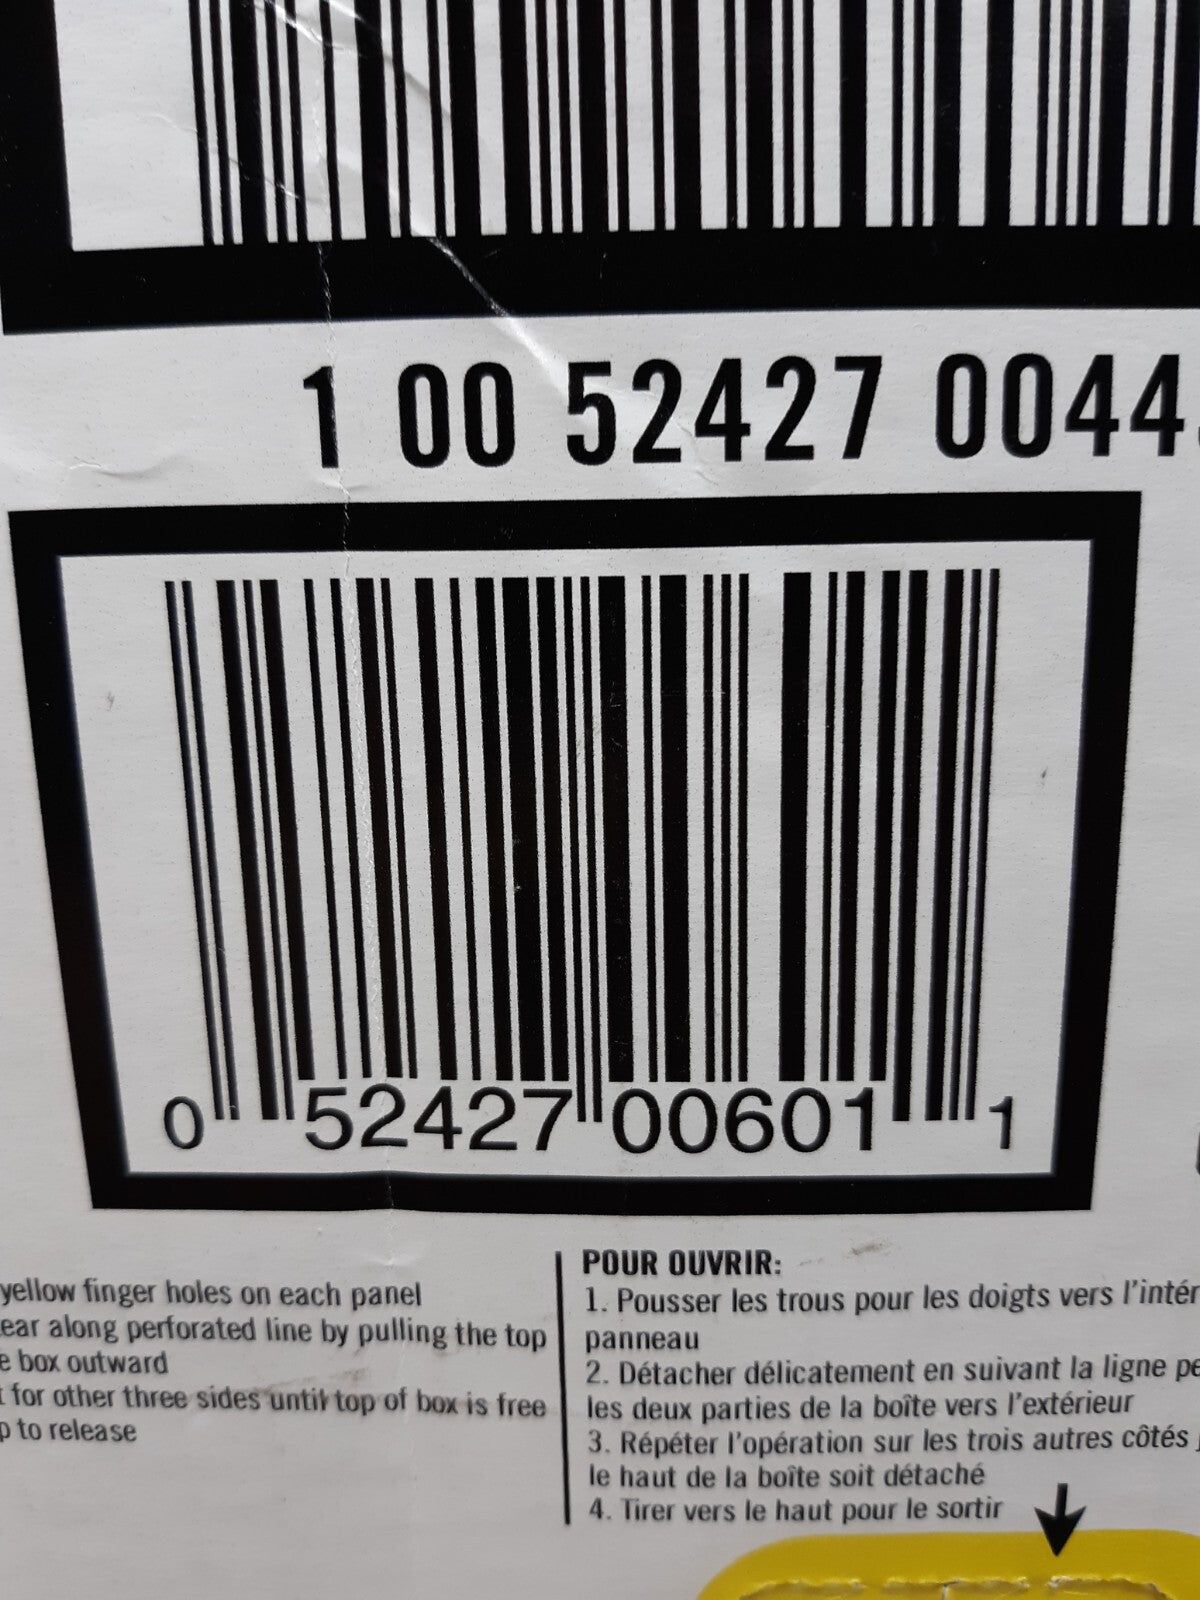 1 00 52427 0044
0 52427 00601 1
yellow finger holes on each panel
ear along perforated line by pulling the top
box outward
for other three sides until top of box is free
to release
POUR OUVRIR:
1. Pousser les trous pour les doigts vers l'intér
panneau
2. Détacher délicatement en suivant la ligne pe
les deux parties de la boîte vers l'extérieur
3. Répéter l'opération sur les trois autres côtés
le haut de la boîte soit détaché
4. Tirer vers le haut pour le sortir